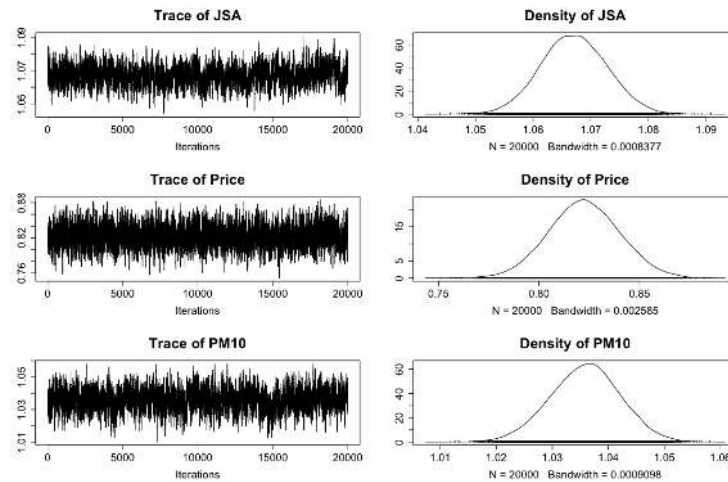 Trace of JSA
1.05 1.07 1.09
0 5000 10000 15000 20000
Iterations
Density of JSA
0 20 40 60
1.04 1.05 1.06 1.07 1.08 1.09
N = 20000 Bandwidth = 0.0008377
Trace of Price
0.76 0.82 0.88
0 5000 10000 15000 20000
Iterations
Density of Price
0 5 15
0.75 0.80 0.85
N = 20000 Bandwidth = 0.002585
Trace of PM10
1.01 1.03 1.05
0 5000 10000 15000 20000
Iterations
Density of PM10
0 20 40 60
1.01 1.02 1.03 1.04 1.05 1.06
N = 20000 Bandwidth = 0.0009098